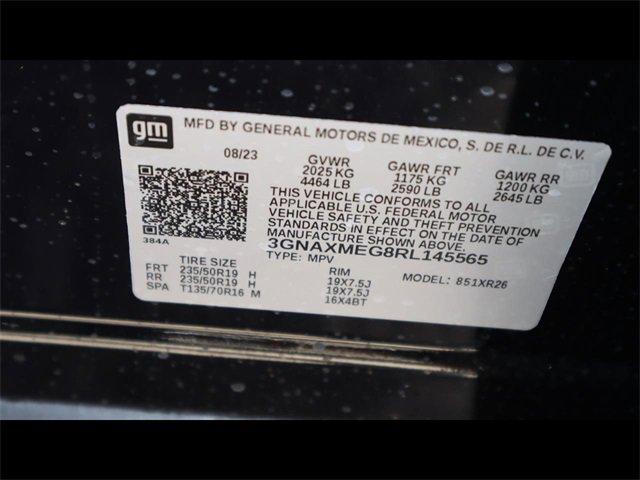 gm MFD BY GENERAL MOTORS DE MEXICO, S. DE R.L. DE C.V.
08/23 GVWR GAWR FRT GAWR RR
2025 KG 1175 KG 1200 KG
4464 LB 2590 LB 2645 LB
THIS VEHICLE CONFORMS TO ALL
APPLICABLE U.S. FEDERAL MOTOR
VEHICLE SAFETY AND THEFT PREVENTION
STANDARDS IN EFFECT ON THE DATE OF
MANUFACTURE SHOWN ABOVE.
384A 3GNAXMEG8RL145565
TYPE: MPV
TIRE SIZE RIM MODEL: 851XR26
FRT 235/50R19 H 19X7.5J
RR 235/50R19 H 19X7.5J
SPA T135/70R16 M 16X4BT